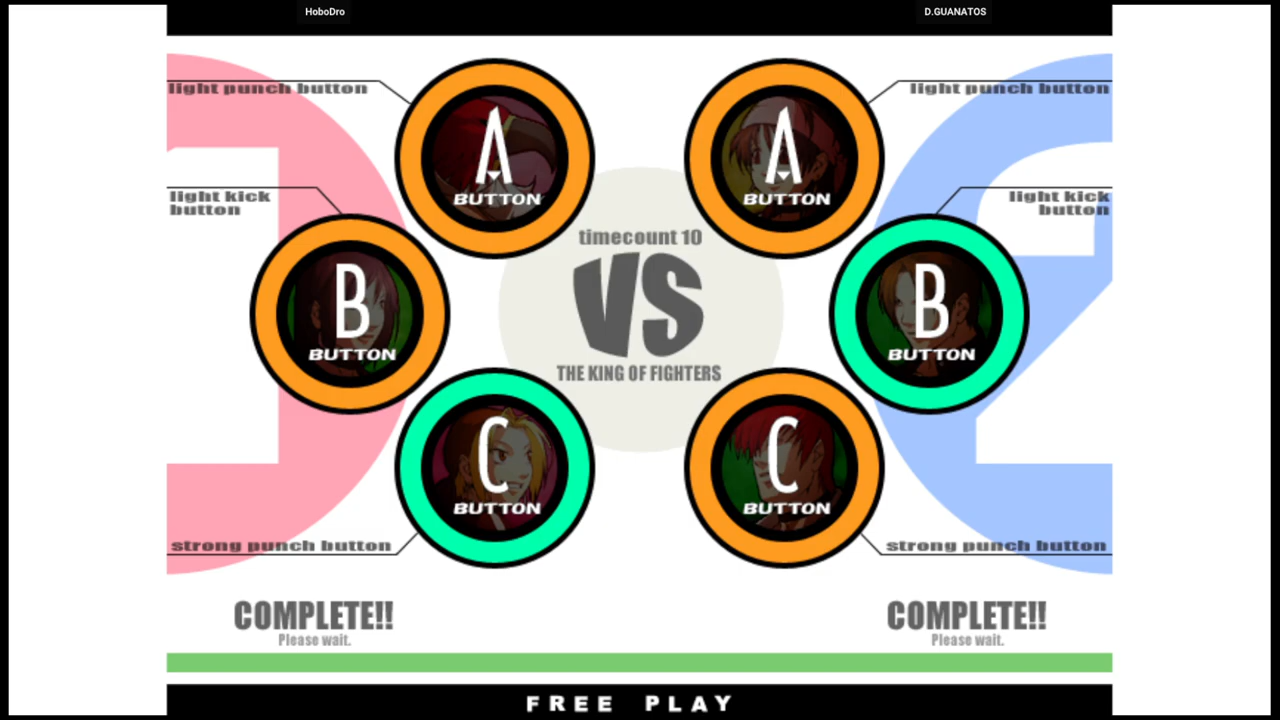 HoboDro
D.GUANATOS
light punch button
light punch button
A
BUTTON
A
BUTTON
light kick
button
light kick
button
B
BUTTON
B
BUTTON
timecount 10
VS
THE KING OF FIGHTERS
C
BUTTON
C
BUTTON
strong punch button
strong punch button
1
2
COMPLETE!!
Please wait.
COMPLETE!!
Please wait.
FREE PLAY